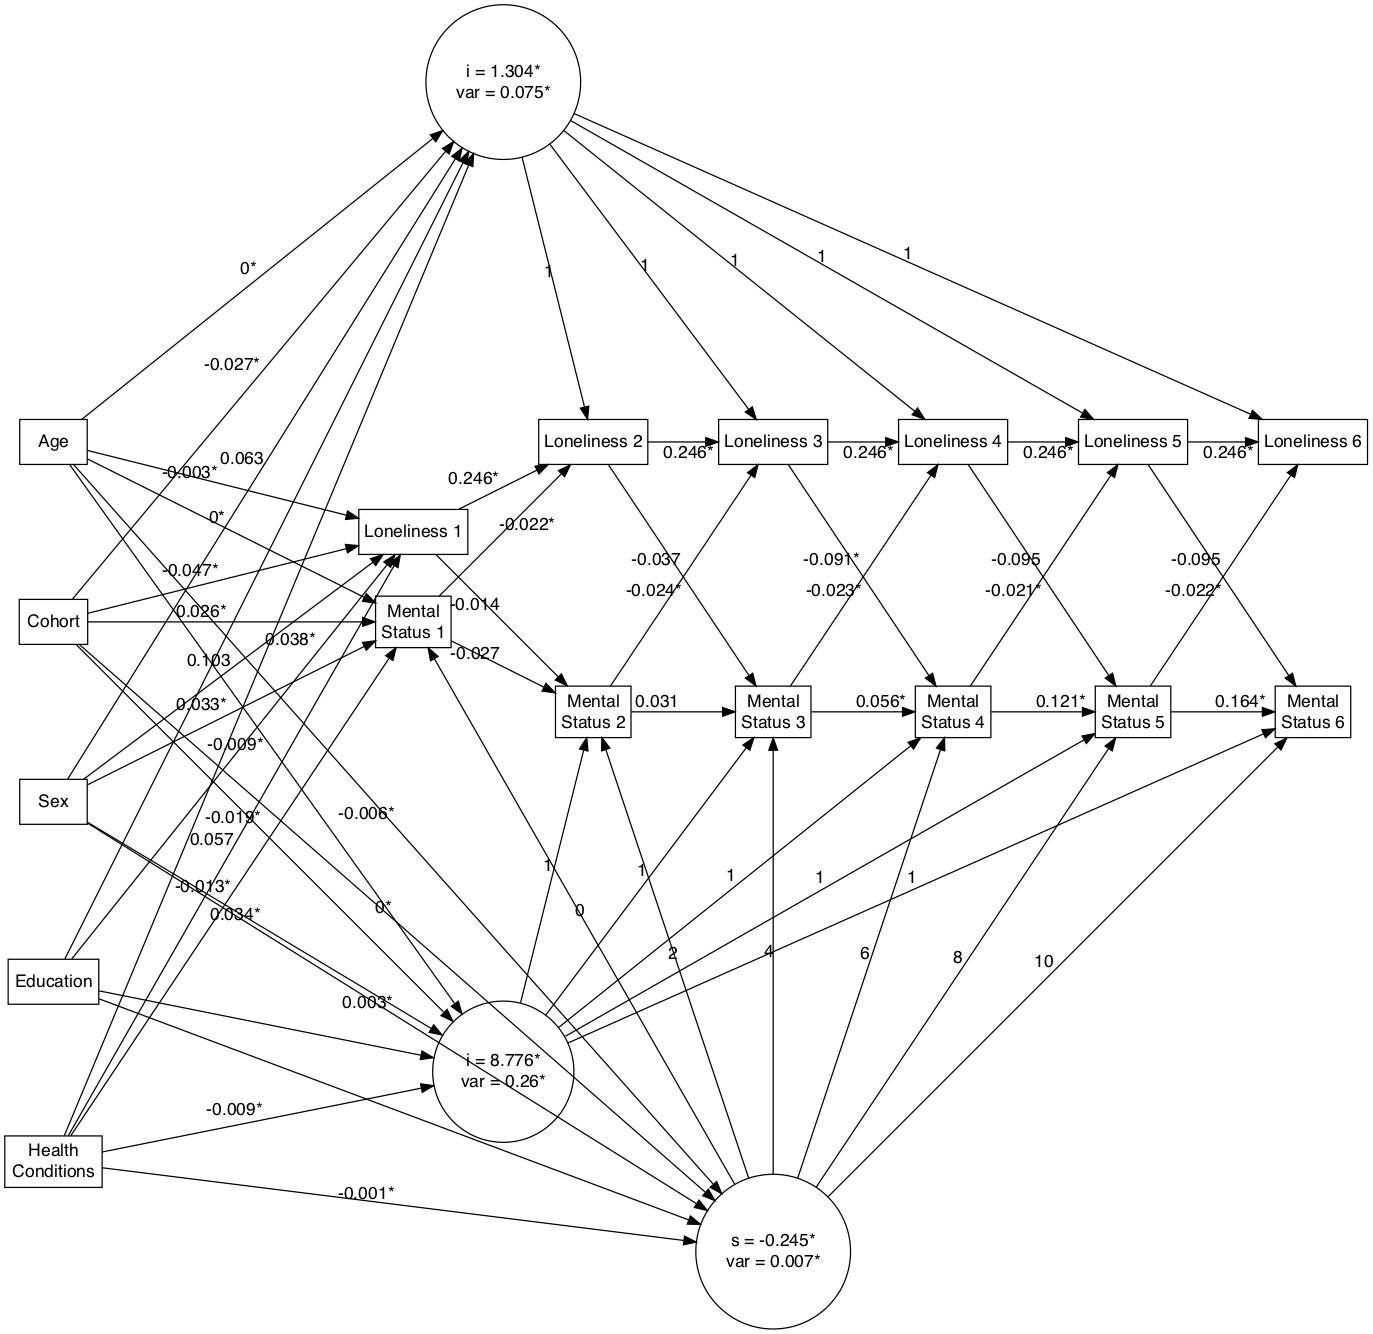 i = 1.304*
var = 0.075*
1
1
1
1
1
0*
-0.027*
Age
Loneliness 2
Loneliness 3
Loneliness 4
Loneliness 5
Loneliness 6
0.246*
0.246*
0.246*
0.246*
0.063
-0.003*
0.246*
0*
Loneliness 1
-0.022*
-0.037
-0.091*
-0.095
-0.095
-0.047*
-0.024*
-0.023*
-0.021*
-0.022*
Cohort
0.026*
Mental
Status 1
-0.014
0.038*
0.103
-0.027
0.033*
Mental
Status 2
0.031
Mental
Status 3
0.056*
Mental
Status 4
0.121*
Mental
Status 5
0.164*
Mental
Status 6
-0.009*
Sex
-0.019*
-0.006*
0.057
1
1
1
1
1
-0.013*
0.034*
0*
0
2
4
6
8
10
Education
0.003*
i = 8.776*
var = 0.26*
-0.009*
Health
Conditions
-0.001*
s = -0.245*
var = 0.007*